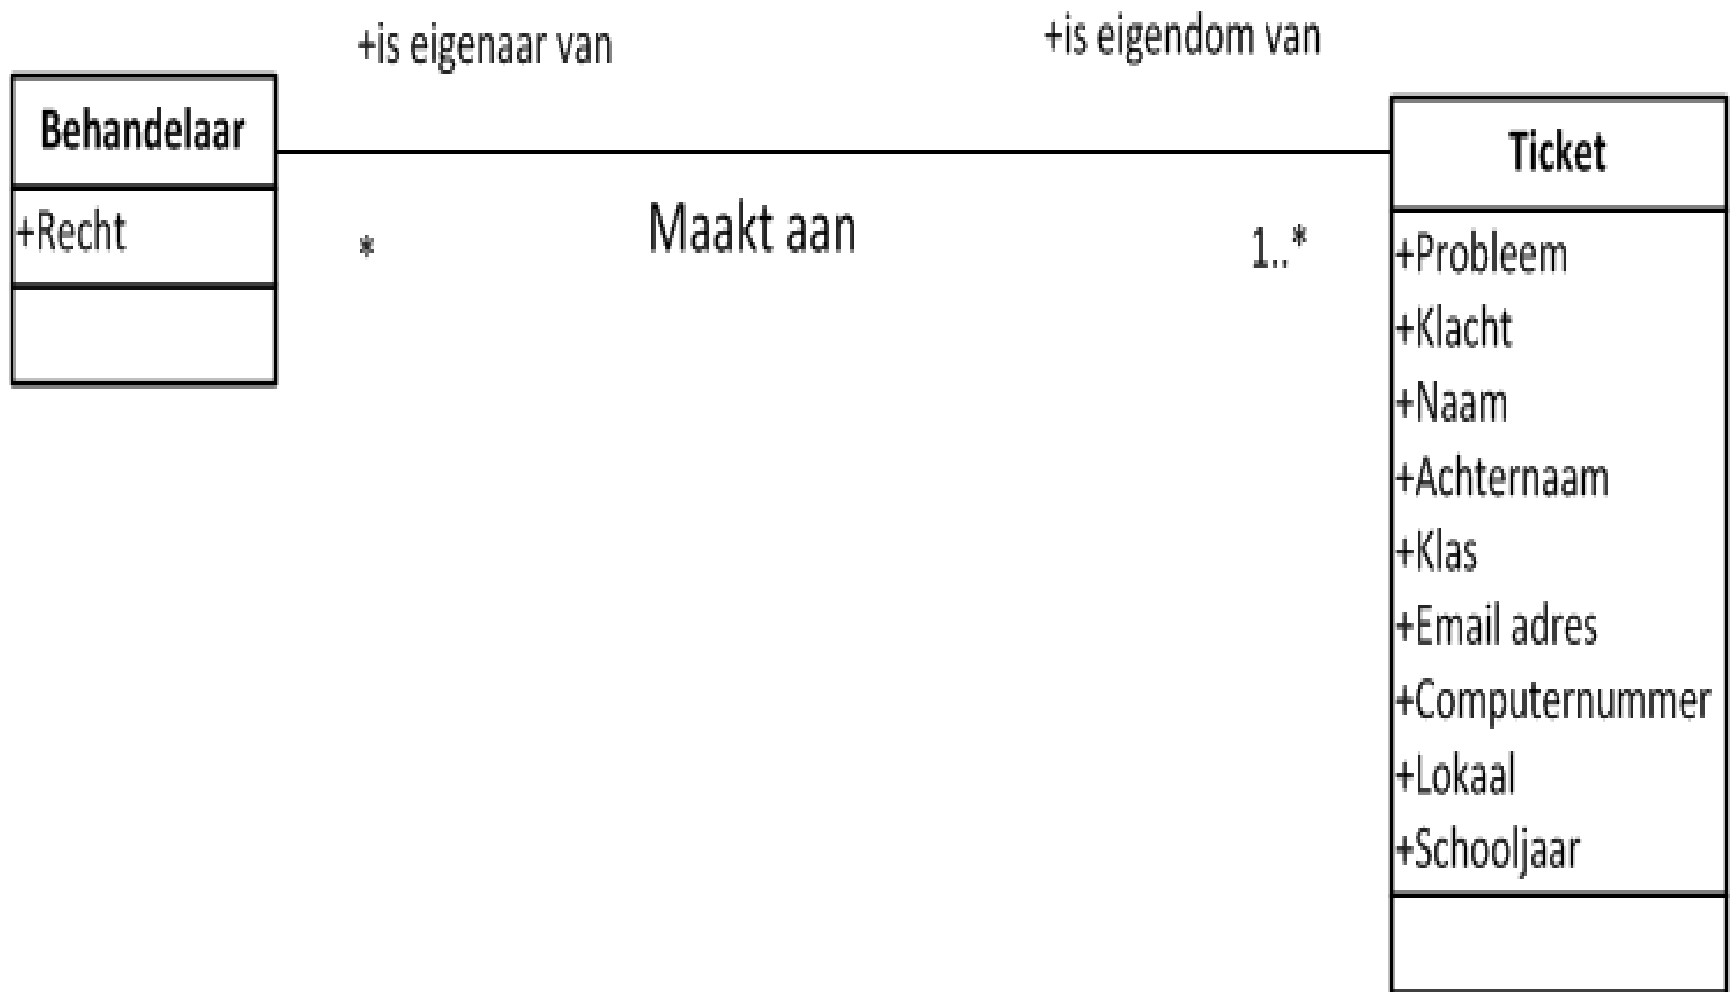 +is eigenaar van
+is eigendom van
Behandelaar
+Recht
*
Maakt aan
1..*
Ticket
+Probleem
+Klacht
+Naam
+Achternaam
+Klas
+Email adres
+Computernummer
+Lokaal
+Schooljaar